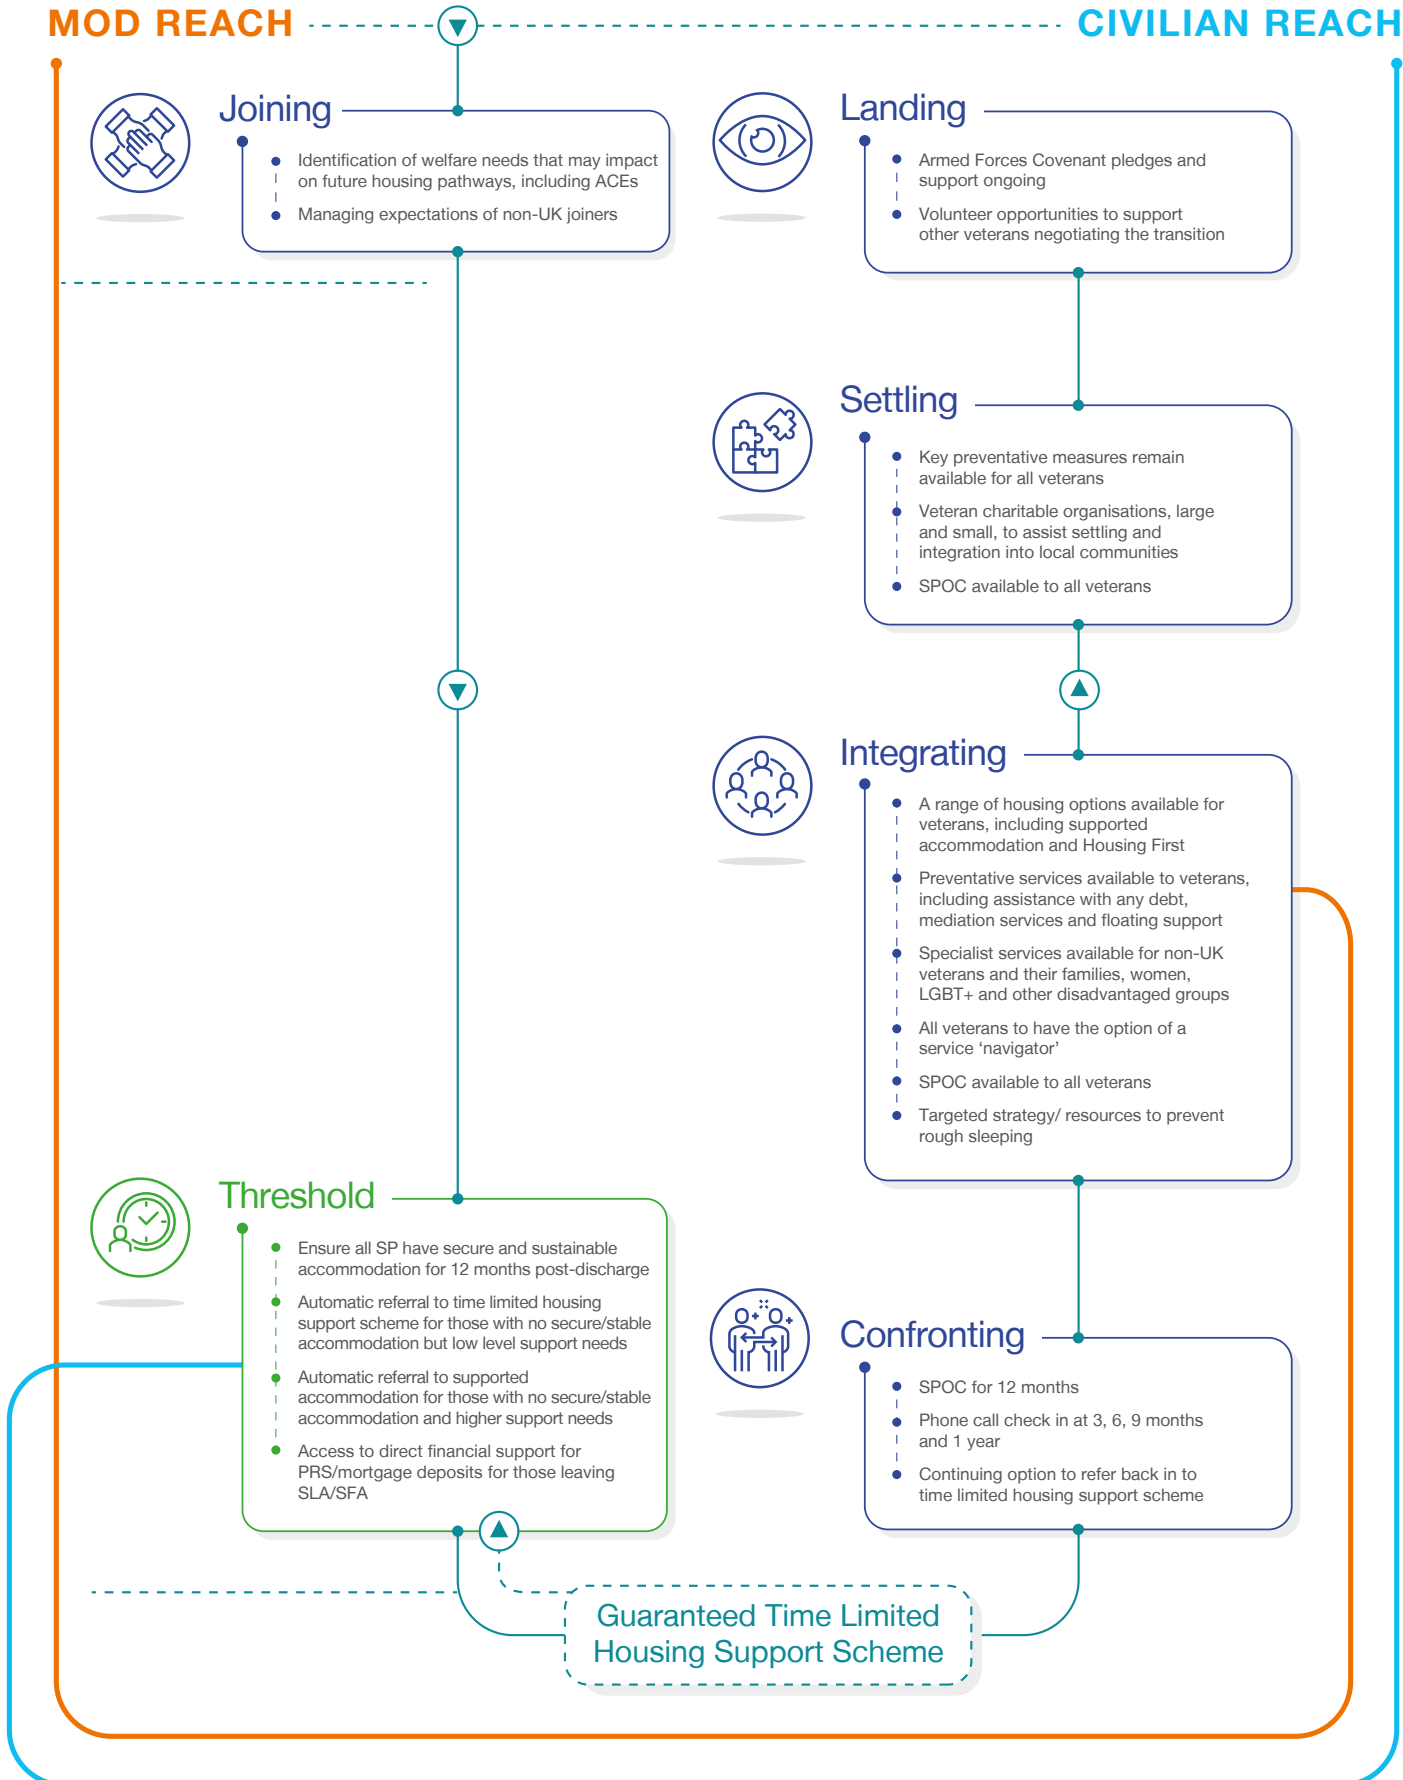 MOD REACH
CIVILIAN REACH
Joining
Identification of welfare needs that may impact
on future housing pathways, including ACEs
Managing expectations of non-UK joiners
Landing
Armed Forces Covenant pledges and
support ongoing
Volunteer opportunities to support
other veterans negotiating the transition
Settling
Key preventative measures remain
available for all veterans
Veteran charitable organisations, large
and small, to assist settling and
integration into local communities
SPOC available to all veterans
Integrating
A range of housing options available for
veterans, including supported
accommodation and Housing First
Preventative services available to veterans,
including assistance with any debt,
mediation services and floating support
Specialist services available for non-UK
veterans and their families, women,
LGBT+ and other disadvantaged groups
All veterans to have the option of a
service ‘navigator’
SPOC available to all veterans
Targeted strategy/ resources to prevent
rough sleeping
Threshold
Ensure all SP have secure and sustainable
accommodation for 12 months post-discharge
Automatic referral to time limited housing
support scheme for those with no secure/stable
accommodation but low level support needs
Automatic referral to supported
accommodation for those with no secure/stable
accommodation and higher support needs
Access to direct financial support for
PRS/mortgage deposits for those leaving
SLA/SFA
Confronting
SPOC for 12 months
Phone call check in at 3, 6, 9 months
and 1 year
Continuing option to refer back in to
time limited housing support scheme
Guaranteed Time Limited
Housing Support Scheme